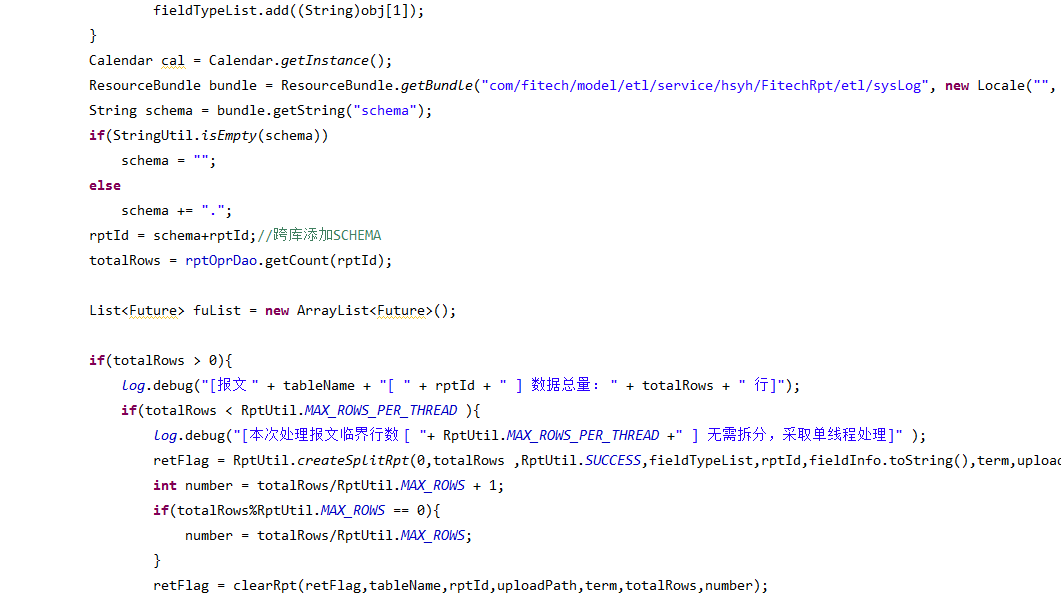 fieldTypeList.add((String)obj[1]);
}
Calendar cal = Calendar.getInstance();
ResourceBundle bundle = ResourceBundle.getBundle("com/fitech/model/etl/service/hsyh/FitechRpt/etl/sysLog", new Locale("",
String schema = bundle.getString("schema");
if(StringUtil.isEmpty(schema))
schema = "";
else
schema += ".";
rptId = schema+rptId;//跨库添加SCHEMA
totalRows = rptOprDao.getCount(rptId);
List<Future> fuList = new ArrayList<Future>();
if(totalRows > 0){
log.debug("[报文 " + tableName + "[ " + rptId + " ] 数据总量: " + totalRows + " 行]");
if(totalRows < RptUtil.MAX_ROWS_PER_THREAD ){
log.debug("[本次处理报文临界行数 [ "+ RptUtil.MAX_ROWS_PER_THREAD +" ] 无需拆分，采取单线程处理]" );
retFlag = RptUtil.createSplitRpt(0,totalRows ,RptUtil.SUCCESS,fieldTypeList,rptId,fieldInfo.toString(),term,upload
int number = totalRows/RptUtil.MAX_ROWS + 1;
if(totalRows%RptUtil.MAX_ROWS == 0){
number = totalRows/RptUtil.MAX_ROWS;
}
retFlag = clearRpt(retFlag,tableName,rptId,uploadPath,term,totalRows,number);